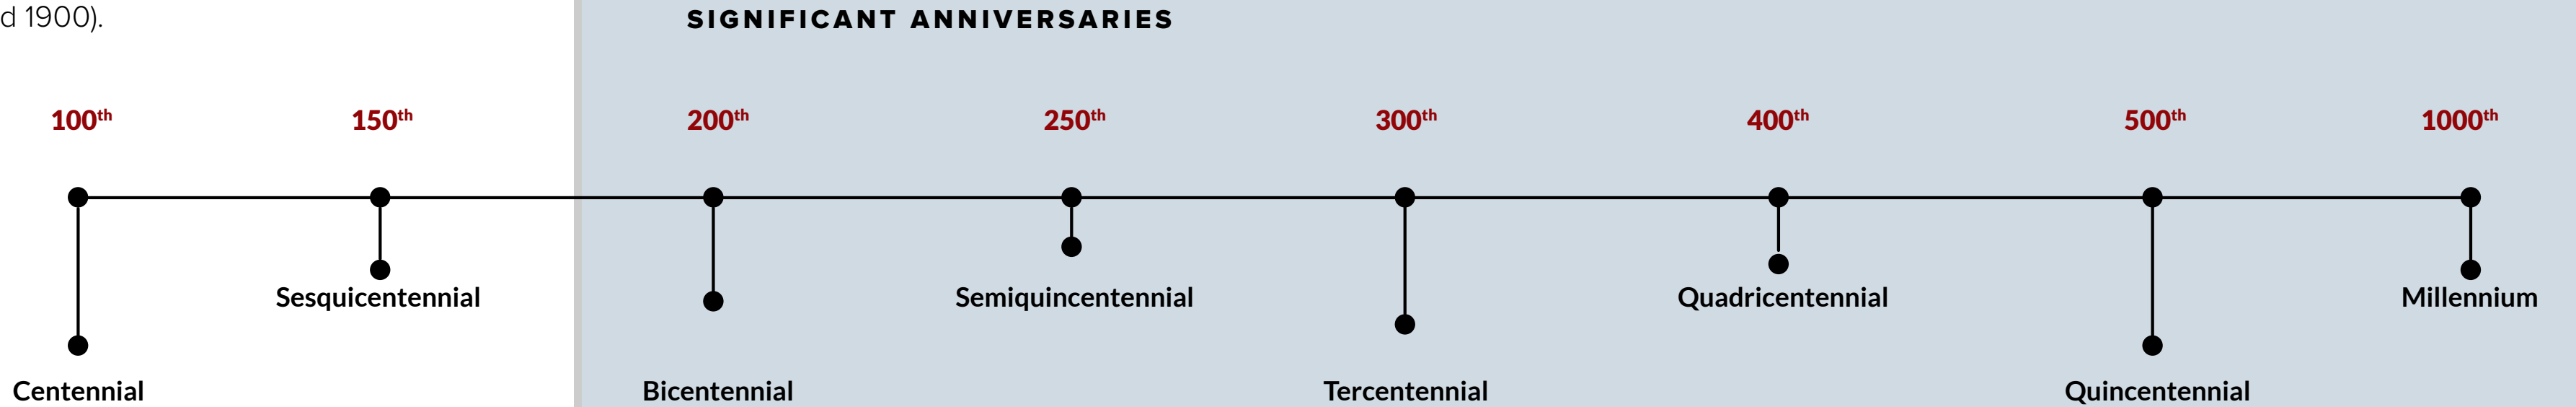 d 1900).
SIGNIFICANT ANNIVERSARIES
100th 150th 200th 250th 300th 400th 500th 1000th
Sesquicentennial Semiquincentennial Quadricentennial Millennium
Centennial Bicentennial Tercentennial Quincentennial